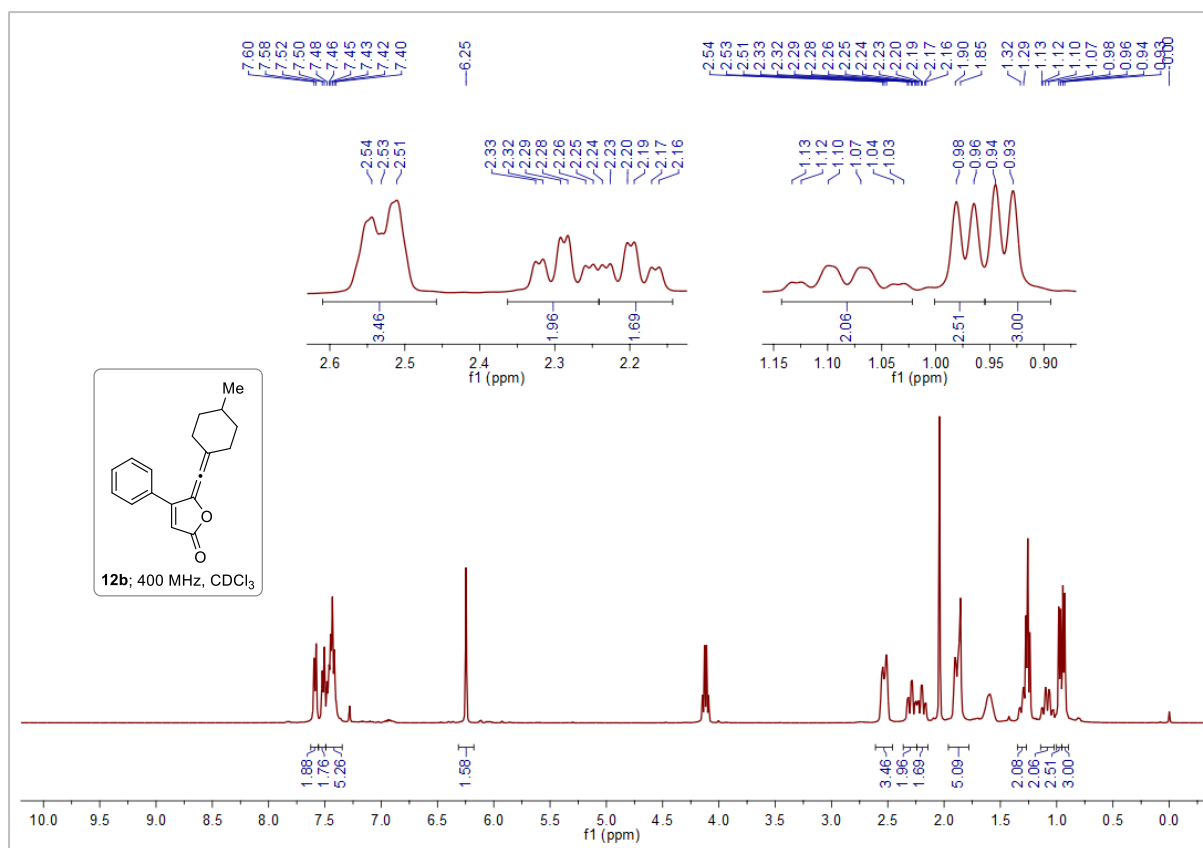 7.60 7.58 7.52 7.50 7.48 7.46 7.45 7.43 7.42 7.40 6.25 2.54 2.53 2.51 2.33 2.32 2.29 2.28 2.26 2.25 2.24 2.23 2.20 2.19 2.17 2.16 1.90 1.85 1.32 1.29 1.13 1.12 1.10 1.07 0.98 0.96 0.94 0.93 0.00
2.54 2.53 2.51 2.33 2.32 2.29 2.28 2.26 2.25 2.24 2.23 2.20 2.19 2.17 2.16 1.13 1.12 1.10 1.07 1.04 1.03 0.98 0.96 0.94 0.93
3.46 1.96 1.69 2.06 2.51 3.00
2.6 2.5 2.4 2.3 2.2 1.15 1.10 1.05 1.00 0.95 0.90
f1 (ppm) f1 (ppm)
Me
O
O
12b; 400 MHz, CDCl₃
1.88 1.76 5.26 1.58 3.46 1.96 1.69 5.09 2.08 2.06 2.51 3.00
10.0 9.5 9.0 8.5 8.0 7.5 7.0 6.5 6.0 5.5 5.0 4.5 4.0 3.5 3.0 2.5 2.0 1.5 1.0 0.5 0.0
f1 (ppm)